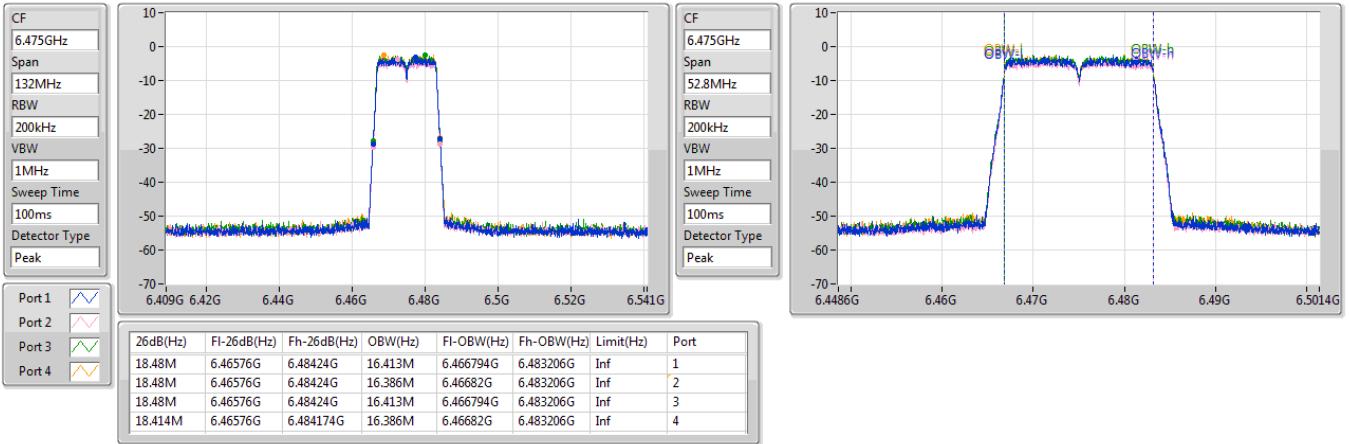 CF
6.475GHz
Span
132MHz
RBW
200kHz
VBW
1MHz
Sweep Time
100ms
Detector Type
Peak
10
0
-10
-20
-30
-40
-50
-60
-70
6.409G 6.42G 6.44G 6.46G 6.48G 6.5G 6.52G 6.541G
CF
6.475GHz
Span
52.8MHz
RBW
200kHz
VBW
1MHz
Sweep Time
100ms
Detector Type
Peak
10
0
-10
-20
-30
-40
-50
-60
-70
OBW-l OBW-h
6.4486G 6.46G 6.47G 6.48G 6.49G 6.5014G
Port 1
Port 2
Port 3
Port 4
26dB(Hz) Fl-26dB(Hz) Fh-26dB(Hz) OBW(Hz) Fl-OBW(Hz) Fh-OBW(Hz) Limit(Hz) Port
18.48M 6.46576G 6.48424G 16.413M 6.466794G 6.483206G Inf 1
18.48M 6.46576G 6.48424G 16.386M 6.46682G 6.483206G Inf 2
18.48M 6.46576G 6.48424G 16.413M 6.466794G 6.483206G Inf 3
18.414M 6.46576G 6.484174G 16.386M 6.46682G 6.483206G Inf 4